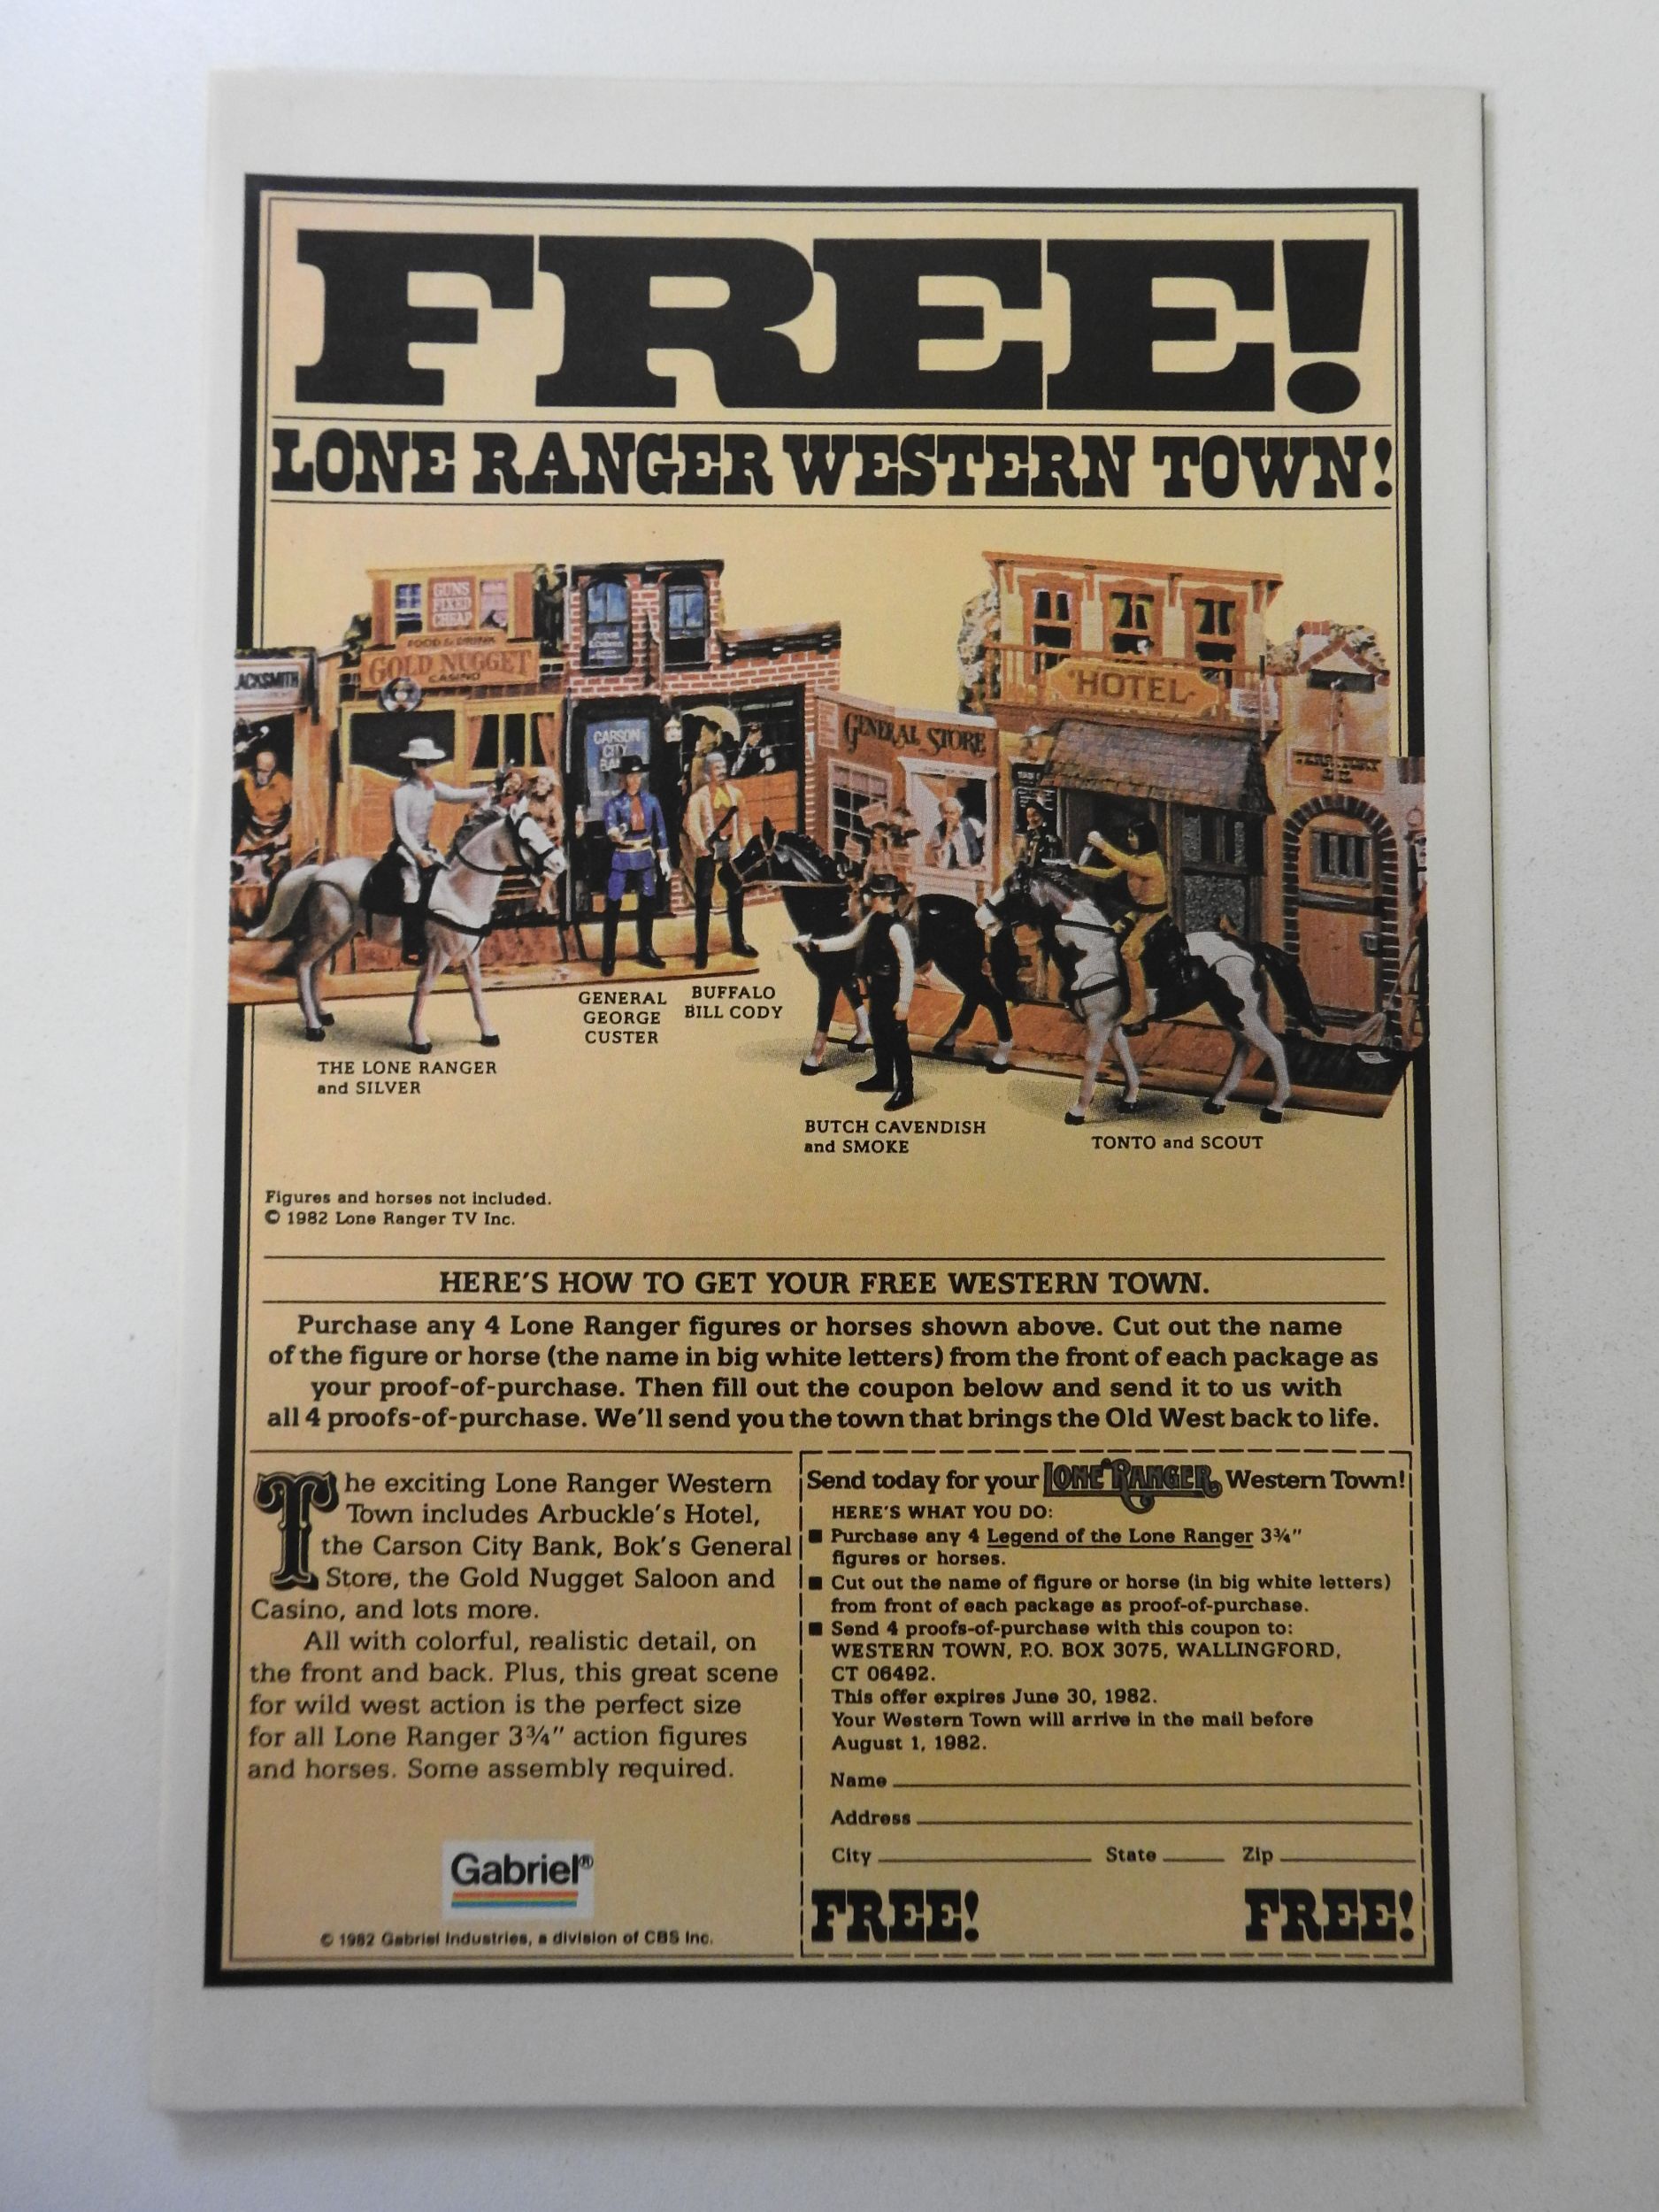 FREE!
LONE RANGER WESTERN TOWN!
GUNS
FIXED
CHEAP
FOOD & DRINK
GOLD NUGGET
CASINO
ACKSMITH
CARSON
CITY
BA
GENERAL STORE
HOTEL
TERRITORY
GENERAL
GEORGE
CUSTER
BUFFALO
BILL CODY
THE LONE RANGER
and SILVER
BUTCH CAVENDISH
and SMOKE
TONTO and SCOUT
Figures and horses not included.
© 1982 Lone Ranger TV Inc.
HERE'S HOW TO GET YOUR FREE WESTERN TOWN.
Purchase any 4 Lone Ranger figures or horses shown above. Cut out the name
of the figure or horse (the name in big white letters) from the front of each package as
your proof-of-purchase. Then fill out the coupon below and send it to us with
all 4 proofs-of-purchase. We'll send you the town that brings the Old West back to life.
The exciting Lone Ranger Western
Town includes Arbuckle's Hotel,
the Carson City Bank, Bok's General
Store, the Gold Nugget Saloon and
Casino, and lots more.
All with colorful, realistic detail, on
the front and back. Plus, this great scene
for wild west action is the perfect size
for all Lone Ranger 3¾" action figures
and horses. Some assembly required.
Gabriel®
© 1982 Gabriel Industries, a division of CBS Inc.
Send today for your LONE RANGER Western Town!
HERE'S WHAT YOU DO:
■ Purchase any 4 Legend of the Lone Ranger 3¾"
figures or horses.
■ Cut out the name of figure or horse (in big white letters)
from front of each package as proof-of-purchase.
■ Send 4 proofs-of-purchase with this coupon to:
WESTERN TOWN, P.O. BOX 3075, WALLINGFORD,
CT 06492.
This offer expires June 30, 1982.
Your Western Town will arrive in the mail before
August 1, 1982.
Name
Address
City State Zip
FREE! FREE!